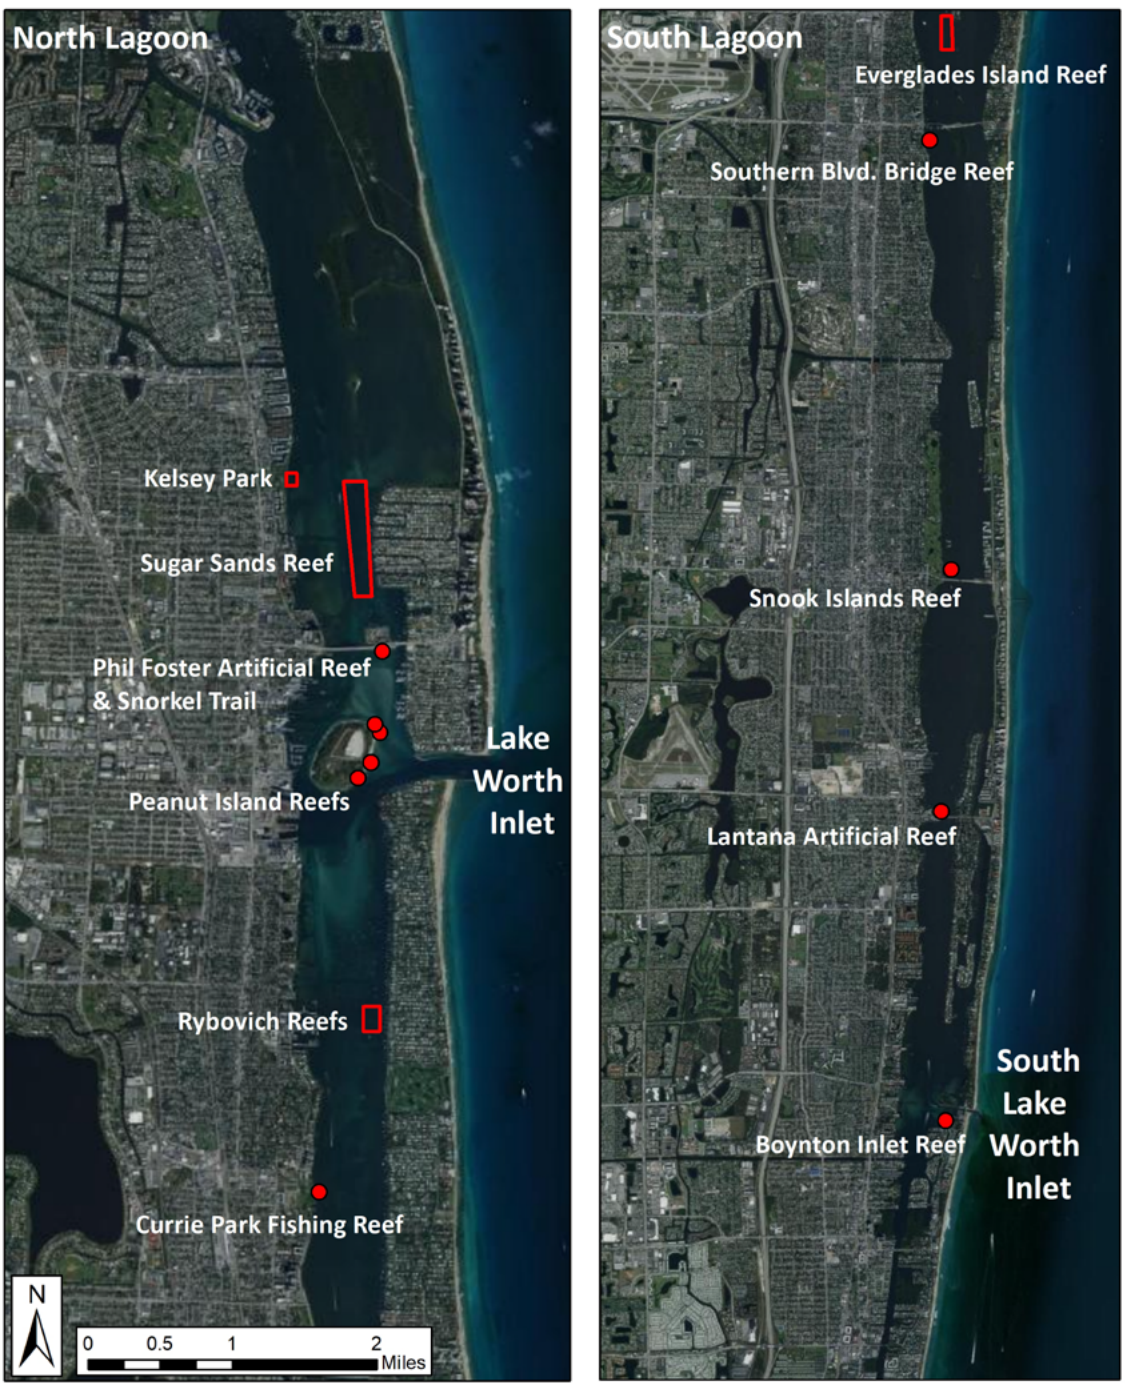 North Lagoon
Kelsey Park
Sugar Sands Reef
Phil Foster Artificial Reef
& Snorkel Trail
Lake
Worth
Inlet
Peanut Island Reefs
Rybovich Reefs
Currie Park Fishing Reef
N
0 0.5 1 2
Miles
South Lagoon
Everglades Island Reef
Southern Blvd. Bridge Reef
Snook Islands Reef
Lantana Artificial Reef
South
Lake
Worth
Inlet
Boynton Inlet Reef